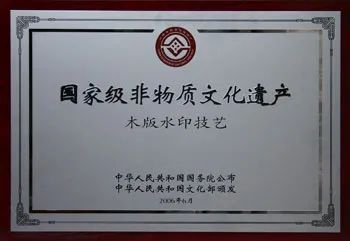 国家级非物质文化遗产
木版水印技艺
中华人民共和国国务院公布
中华人民共和国文化部颁发
2006年6月